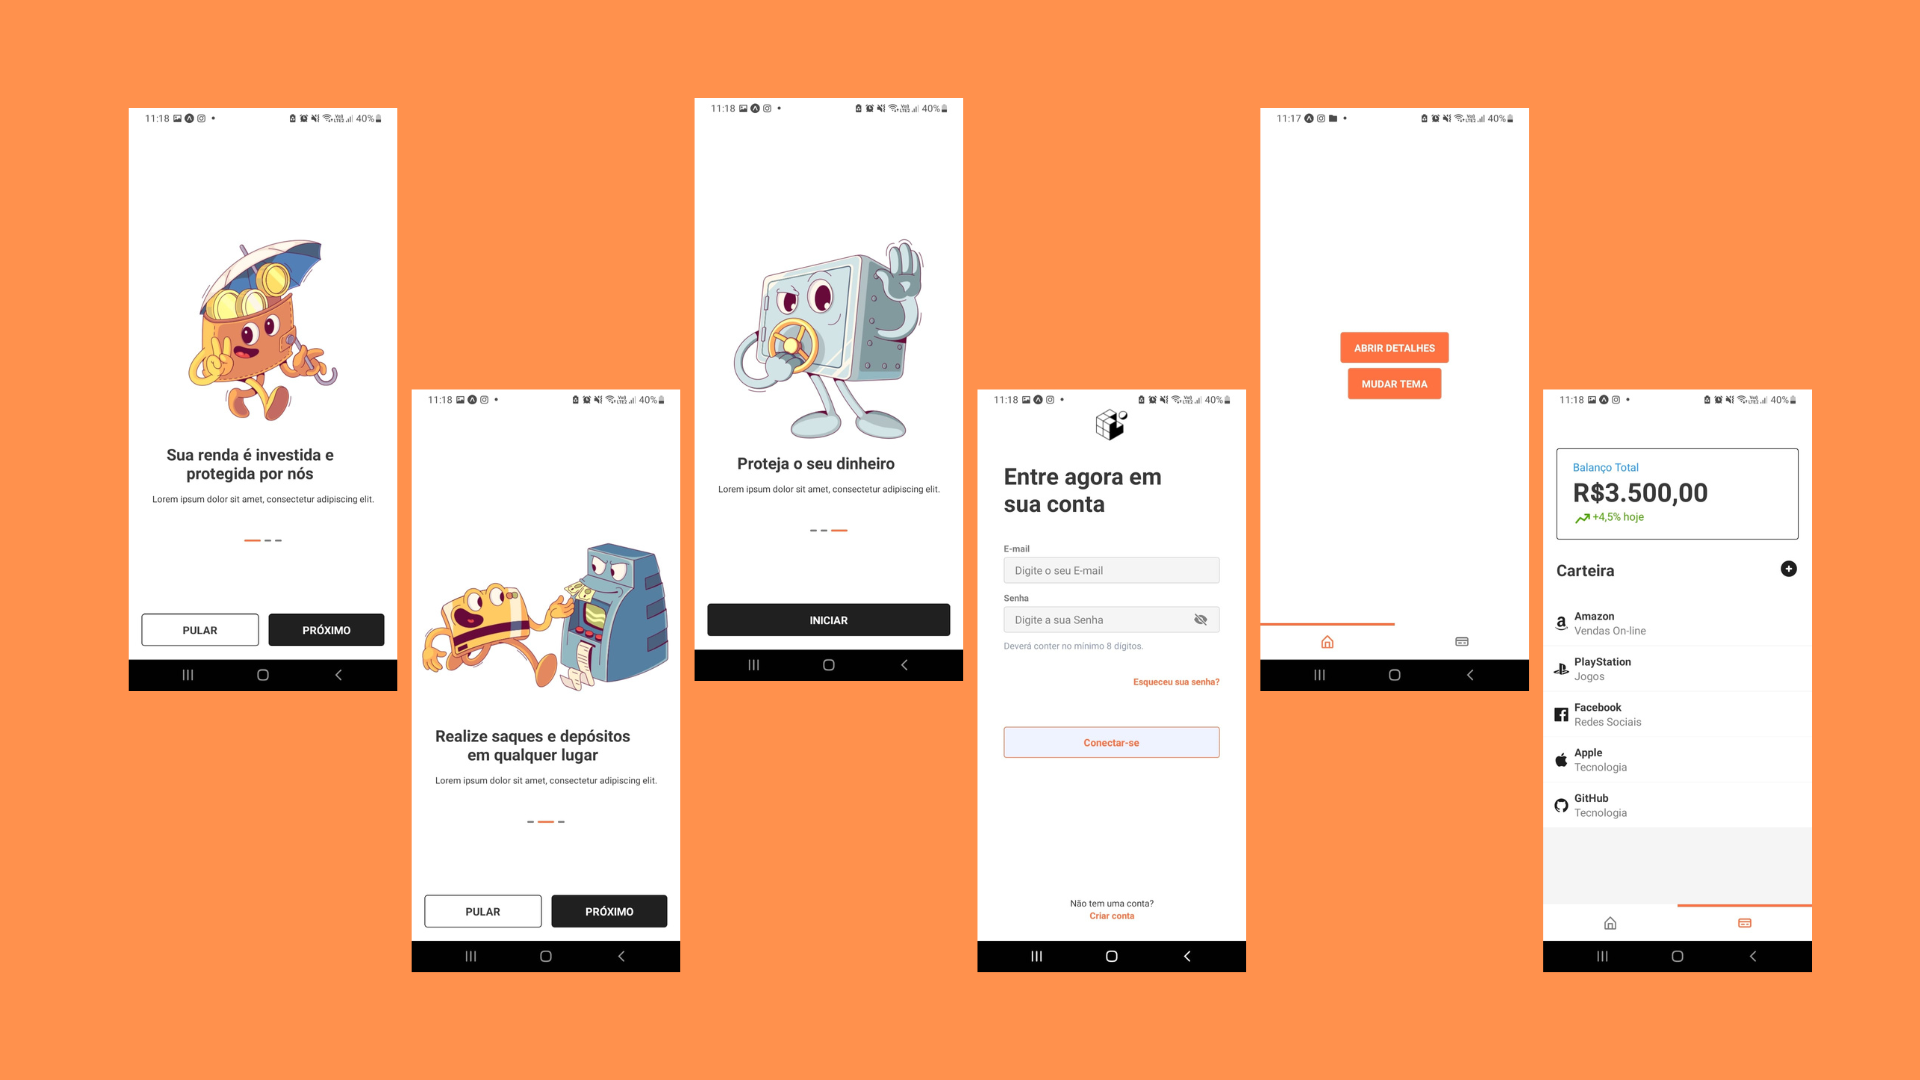 11:18
40%
Sua renda é investida e
protegida por nós
Lorem ipsum dolor sit amet, consectetur adipiscing elit.
PULAR
PRÓXIMO
11:18
40%
Realize saques e depósitos
em qualquer lugar
Lorem ipsum dolor sit amet, consectetur adipiscing elit.
PULAR
PRÓXIMO
11:18
40%
Proteja o seu dinheiro
Lorem ipsum dolor sit amet, consectetur adipiscing elit.
INICIAR
11:18
40%
Entre agora em
sua conta
E-mail
Digite o seu E-mail
Senha
Digite a sua Senha
Deverá conter no mínimo 8 dígitos.
Esqueceu sua senha?
Conectar-se
Não tem uma conta?
Criar conta
11:17
40%
ABRIR DETALHES
MUDAR TEMA
11:18
40%
Balanço Total
R$3.500,00
+4,5% hoje
Carteira
Amazon
Vendas On-line
PlayStation
Jogos
Facebook
Redes Sociais
Apple
Tecnologia
GitHub
Tecnologia